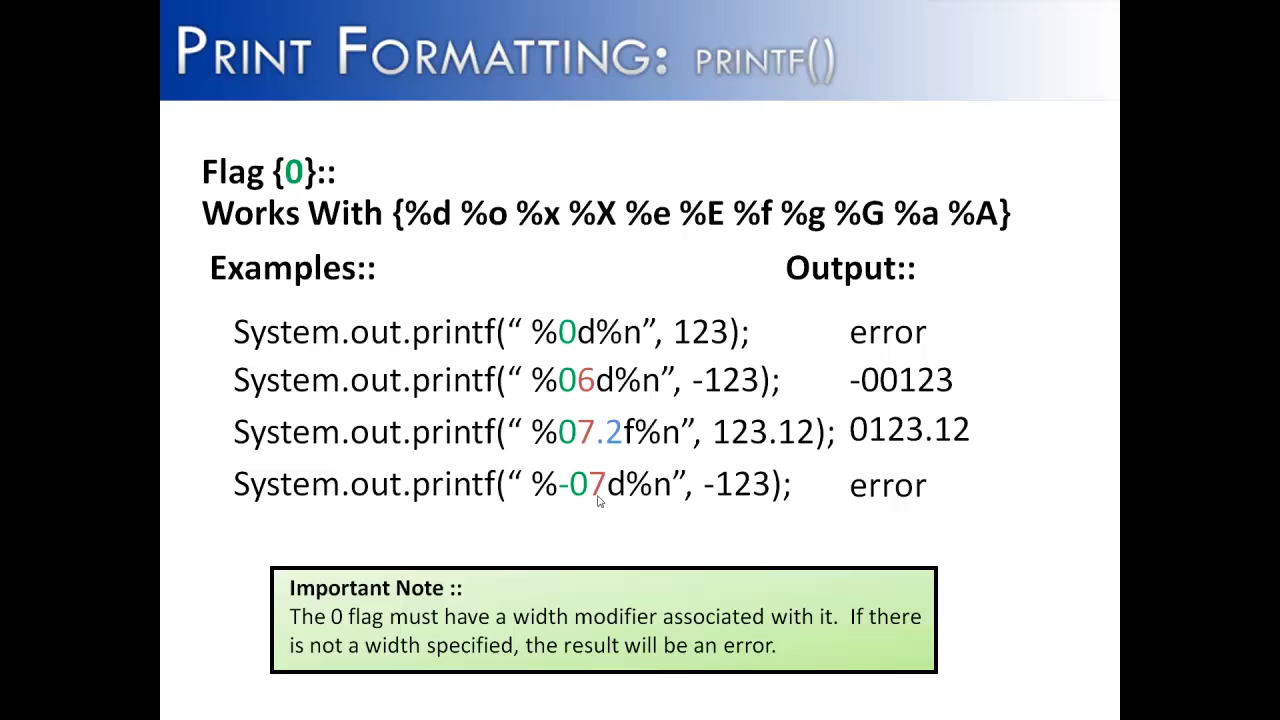 PRINT FORMATTING: PRINTF()
Flag {0}::
Works With {%d %o %x %X %e %E %f %g %G %a %A}
Examples:: Output::
System.out.printf(“ %0d%n”, 123); error
System.out.printf(“ %06d%n”, -123); -00123
System.out.printf(“ %07.2f%n”, 123.12); 0123.12
System.out.printf(“ %-07d%n”, -123); error
Important Note ::
The 0 flag must have a width modifier associated with it. If there
is not a width specified, the result will be an error.